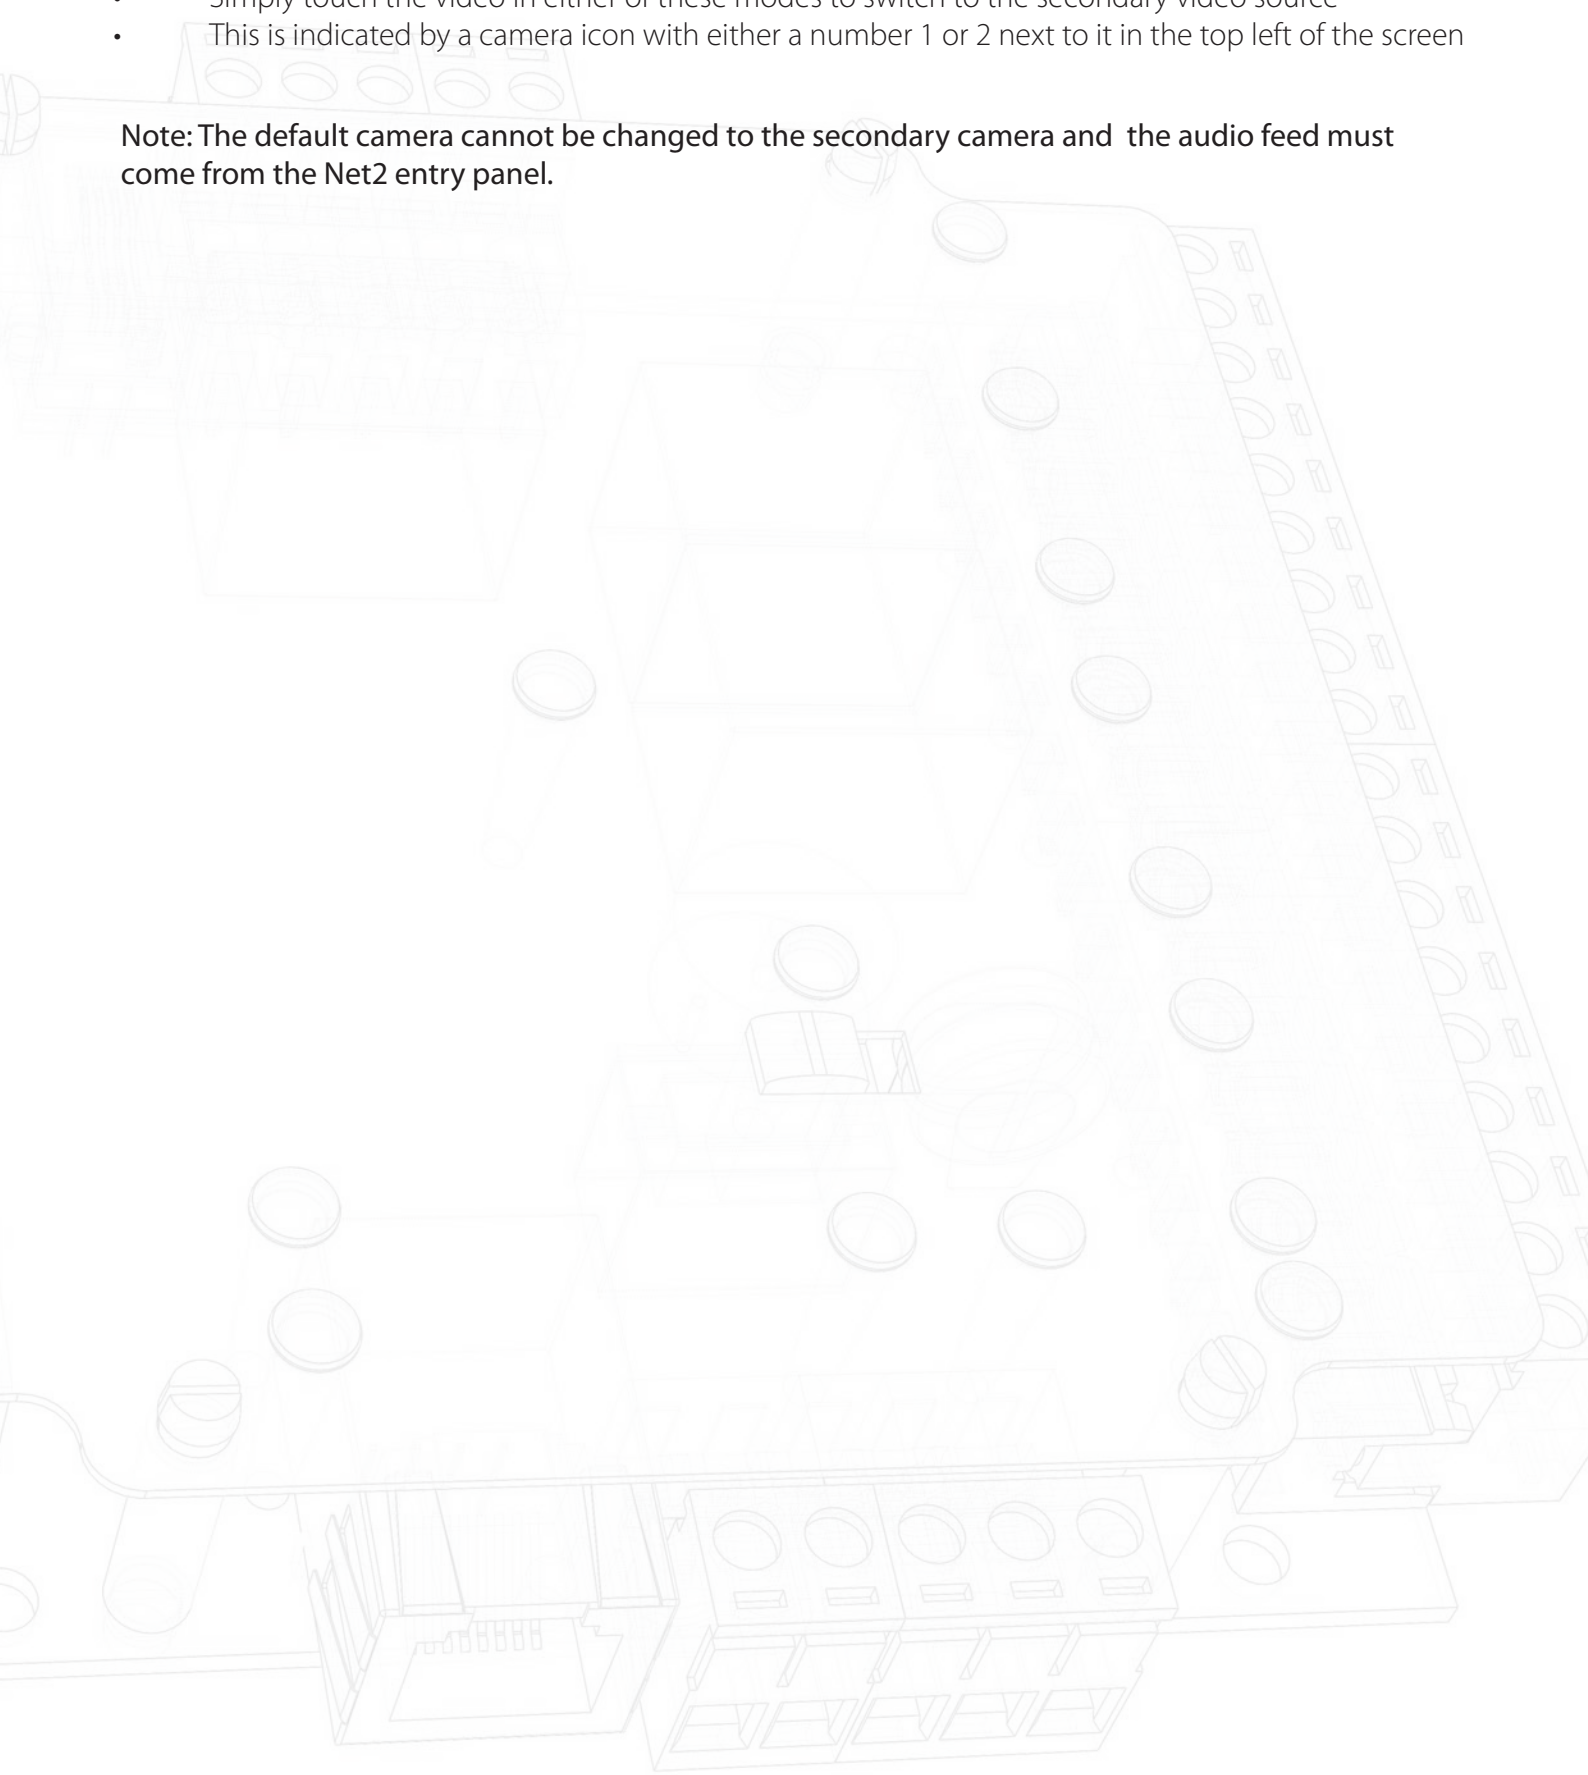 • Simply touch the video in either of these modes to switch to the secondary video source
• This is indicated by a camera icon with either a number 1 or 2 next to it in the top left of the screen
Note: The default camera cannot be changed to the secondary camera and  the audio feed must
come from the Net2 entry panel.